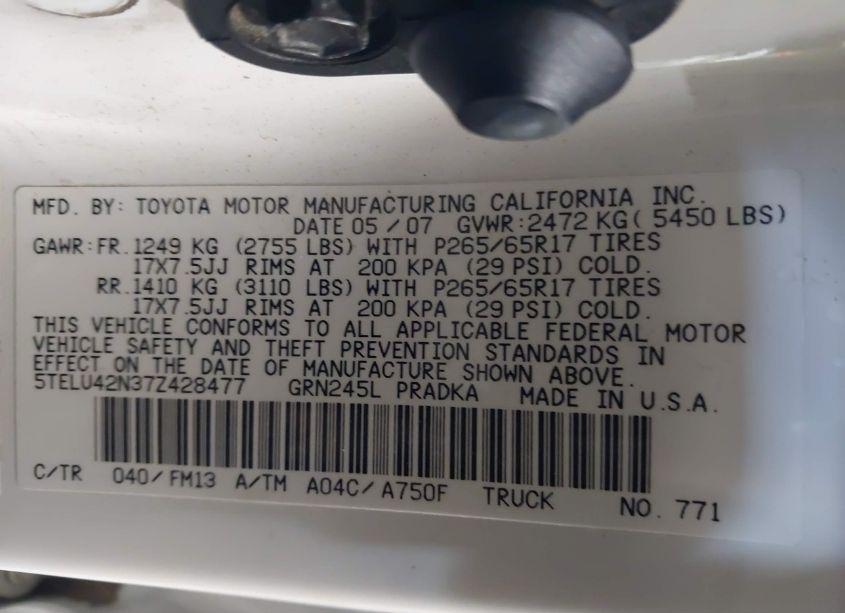 MFD. BY: TOYOTA MOTOR MANUFACTURING CALIFORNIA INC.
DATE 05 / 07 GVWR:2472 KG( 5450 LBS)
GAWR:FR.1249 KG (2755 LBS) WITH P265/65R17 TIRES
17X7.5JJ RIMS AT 200 KPA (29 PSI) COLD.
RR.1410 KG (3110 LBS) WITH P265/65R17 TIRES
17X7.5JJ RIMS AT 200 KPA (29 PSI) COLD.
THIS VEHICLE CONFORMS TO ALL APPLICABLE FEDERAL MOTOR
VEHICLE SAFETY AND THEFT PREVENTION STANDARDS IN
EFFECT ON THE DATE OF MANUFACTURE SHOWN ABOVE.
5TELU42N37Z428477 GRN245L PRADKA MADE IN U.S.A.
C/TR 040/ FM13 A/TM A04C/ A750F TRUCK NO. 771